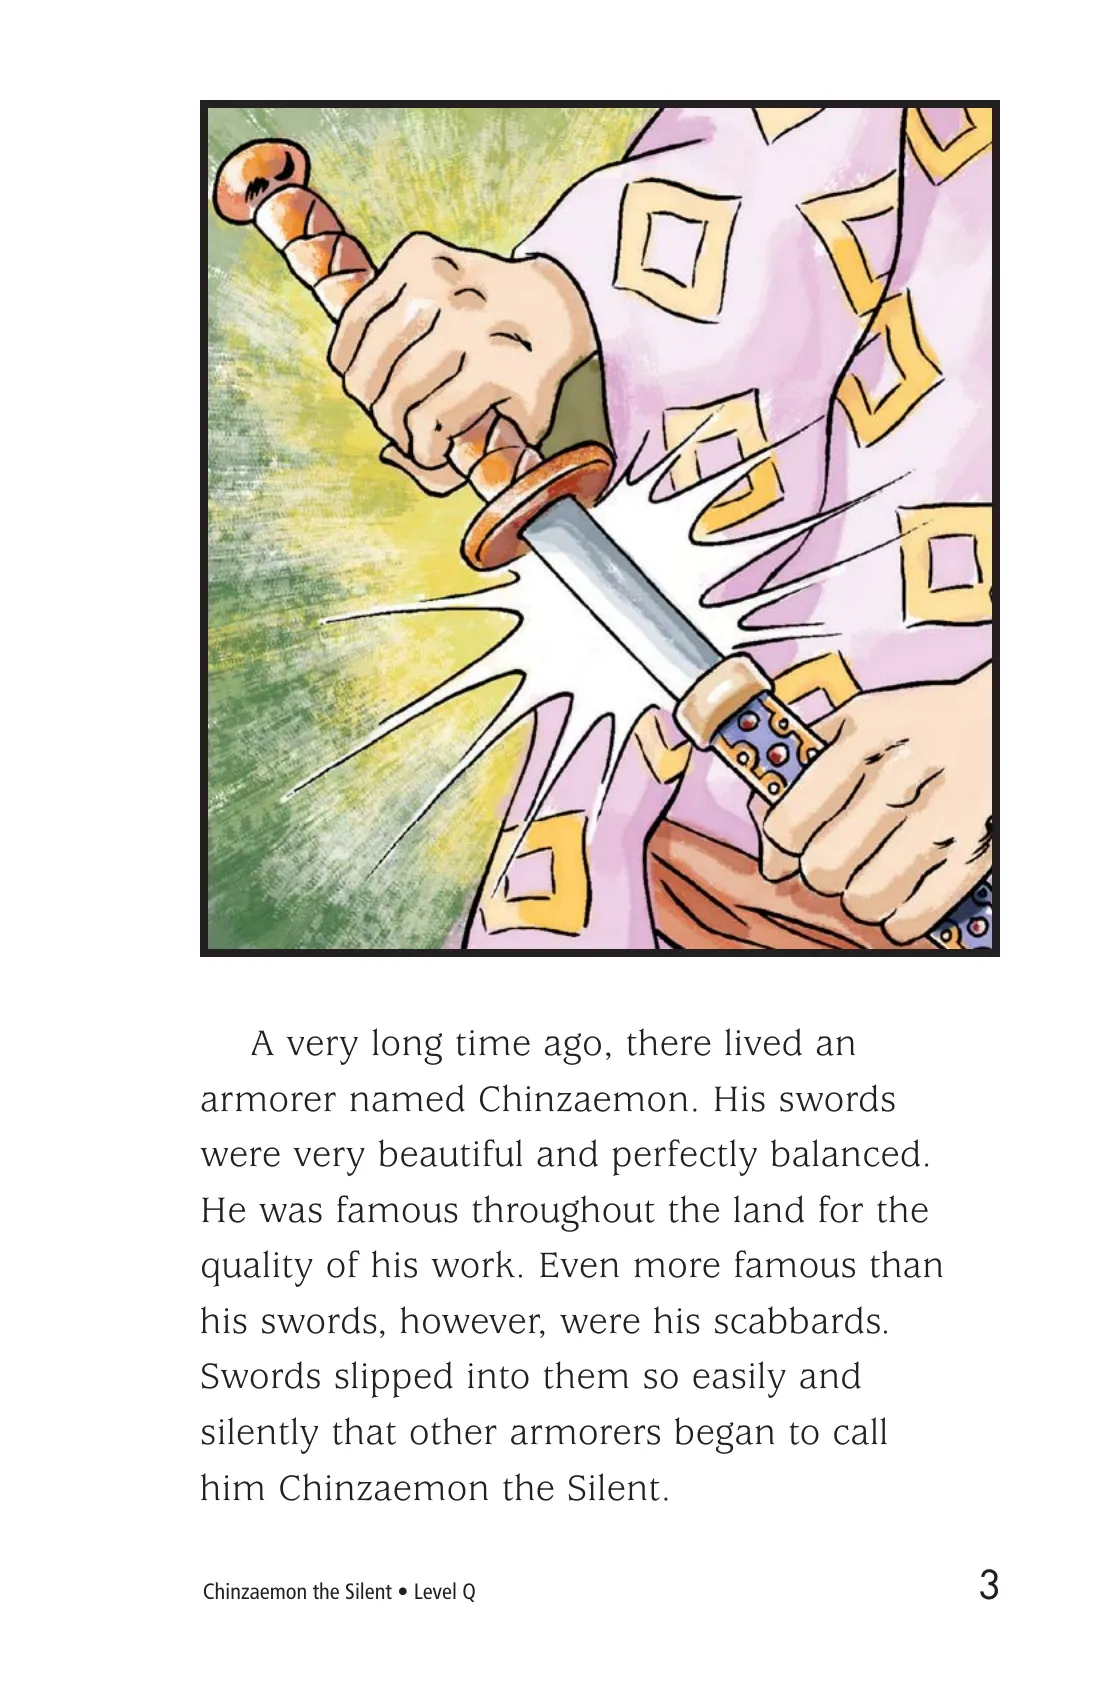 A very long time ago, there lived an
armorer named Chinzaemon. His swords
were very beautiful and perfectly balanced.
He was famous throughout the land for the
quality of his work. Even more famous than
his swords, however, were his scabbards.
Swords slipped into them so easily and
silently that other armorers began to call
him Chinzaemon the Silent.
Chinzaemon the Silent • Level Q
3